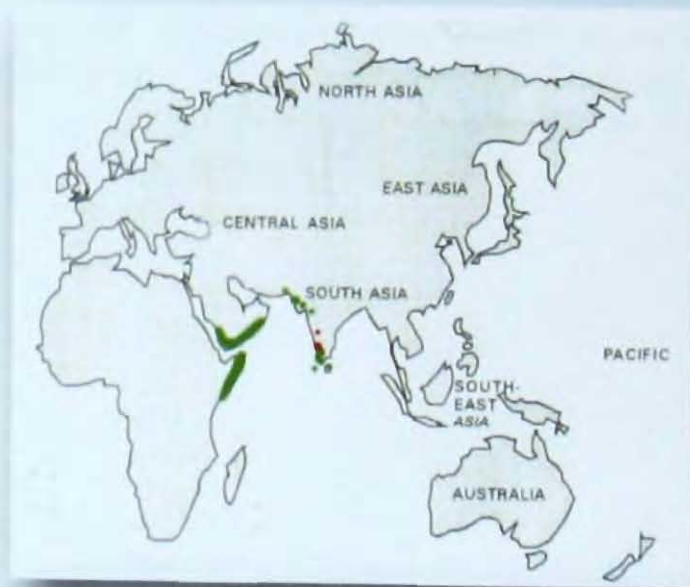 NORTH ASIA
EAST ASIA
CENTRAL ASIA
SOUTH ASIA
PACIFIC
SOUTH-
EAST
ASIA
AUSTRALIA